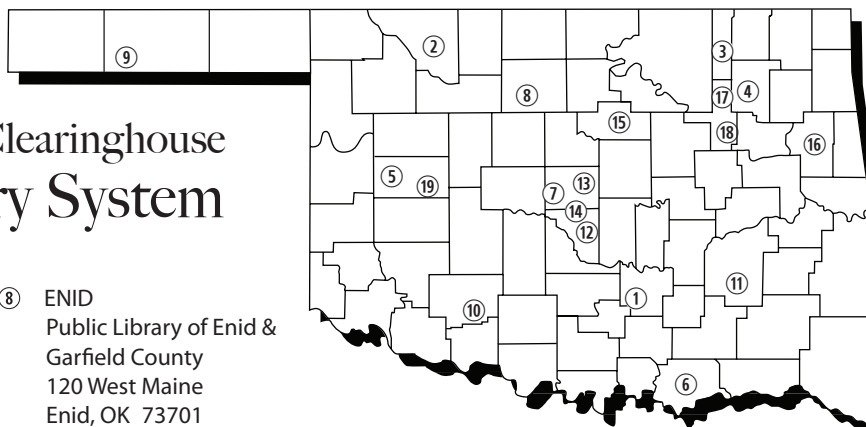 ②
③
⑨
⑰
④
⑧
⑮
⑱
⑯
Clearinghouse
⑤
⑲
⑦
⑬
ry System
⑭
⑫
⑪
⑧ ENID
①
⑩
Public Library of Enid &
Garfield County
120 West Maine
⑥
Enid, OK 73701